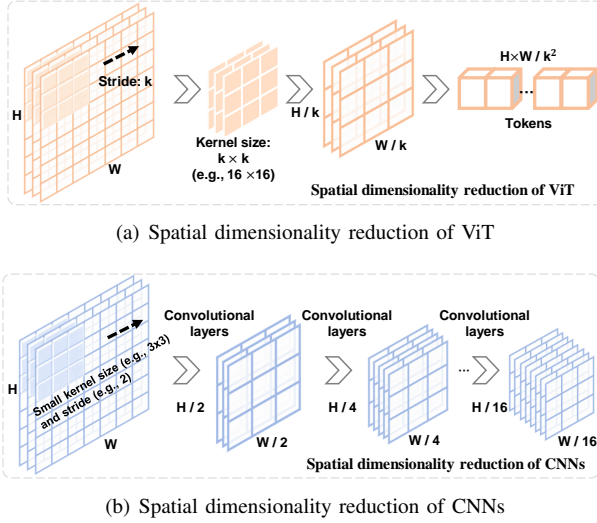 H
Stride: k
W
Kernel size:
k × k
(e.g., 16 ×16)
H / k
W / k
H×W / k²
...
Tokens
Spatial dimensionality reduction of ViT
(a) Spatial dimensionality reduction of ViT
H
Small kernel size (e.g., 3x3)
and stride (e.g., 2)
W
Convolutional
layers
H / 2
W / 2
Convolutional
layers
H / 4
W / 4
...
Convolutional
layers
H / 16
W / 16
Spatial dimensionality reduction of CNNs
(b) Spatial dimensionality reduction of CNNs